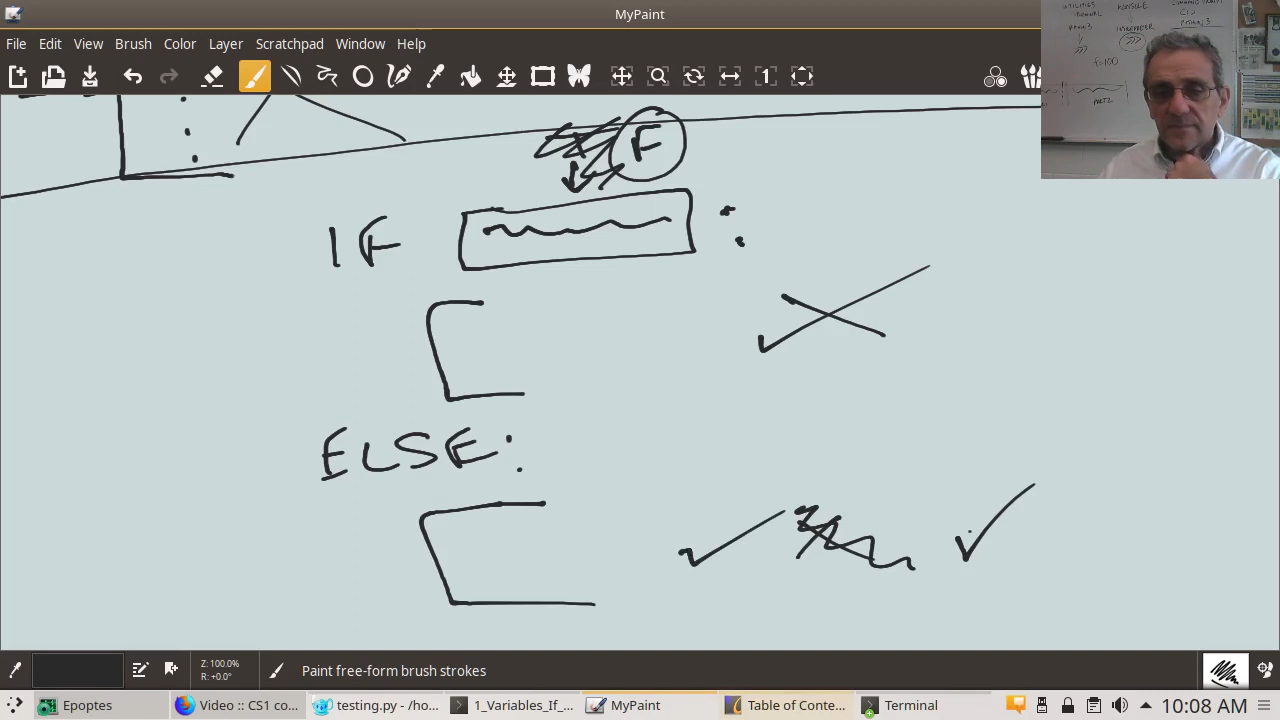 MyPaint
File Edit View Brush Color Layer Scratchpad Window Help
F
IF :
ELSE:
Z: 100.0%
R: +0.0°
Paint free-form brush strokes
Epoptes
Video :: CS1 co...
testing.py - /ho...
1_Variables_If_...
MyPaint
Table of Conte...
Terminal
10:08 AM